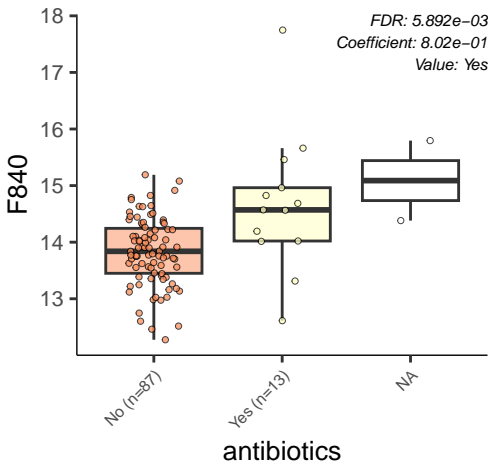 FDR: 5.892e−03
Coefficient: 8.02e−01
Value: Yes
18
17
16
15
14
13
F840
No (n=87)
Yes (n=13)
NA
antibiotics